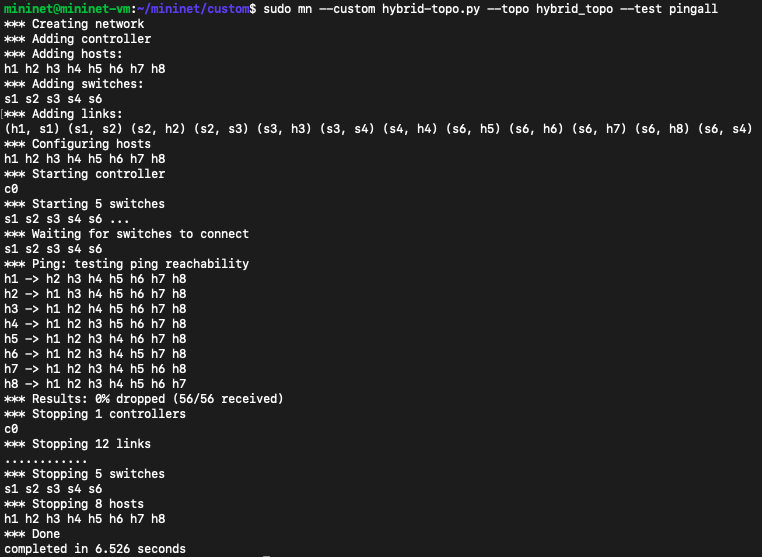 mininet@mininet-vm:~/mininet/custom$ sudo mn --custom hybrid-topo.py --topo hybrid_topo --test pingall
*** Creating network
*** Adding controller
*** Adding hosts:
h1 h2 h3 h4 h5 h6 h7 h8
*** Adding switches:
s1 s2 s3 s4 s6
*** Adding links:
(h1, s1) (s1, s2) (s2, h2) (s2, s3) (s3, h3) (s3, s4) (s4, h4) (s6, h5) (s6, h6) (s6, h7) (s6, h8) (s6, s4)
*** Configuring hosts
h1 h2 h3 h4 h5 h6 h7 h8
*** Starting controller
c0
*** Starting 5 switches
s1 s2 s3 s4 s6 ...
*** Waiting for switches to connect
s1 s2 s3 s4 s6
*** Ping: testing ping reachability
h1 -> h2 h3 h4 h5 h6 h7 h8
h2 -> h1 h3 h4 h5 h6 h7 h8
h3 -> h1 h2 h4 h5 h6 h7 h8
h4 -> h1 h2 h3 h5 h6 h7 h8
h5 -> h1 h2 h3 h4 h6 h7 h8
h6 -> h1 h2 h3 h4 h5 h7 h8
h7 -> h1 h2 h3 h4 h5 h6 h8
h8 -> h1 h2 h3 h4 h5 h6 h7
*** Results: 0% dropped (56/56 received)
*** Stopping 1 controllers
c0
*** Stopping 12 links
............
*** Stopping 5 switches
s1 s2 s3 s4 s6
*** Stopping 8 hosts
h1 h2 h3 h4 h5 h6 h7 h8
*** Done
completed in 6.526 seconds